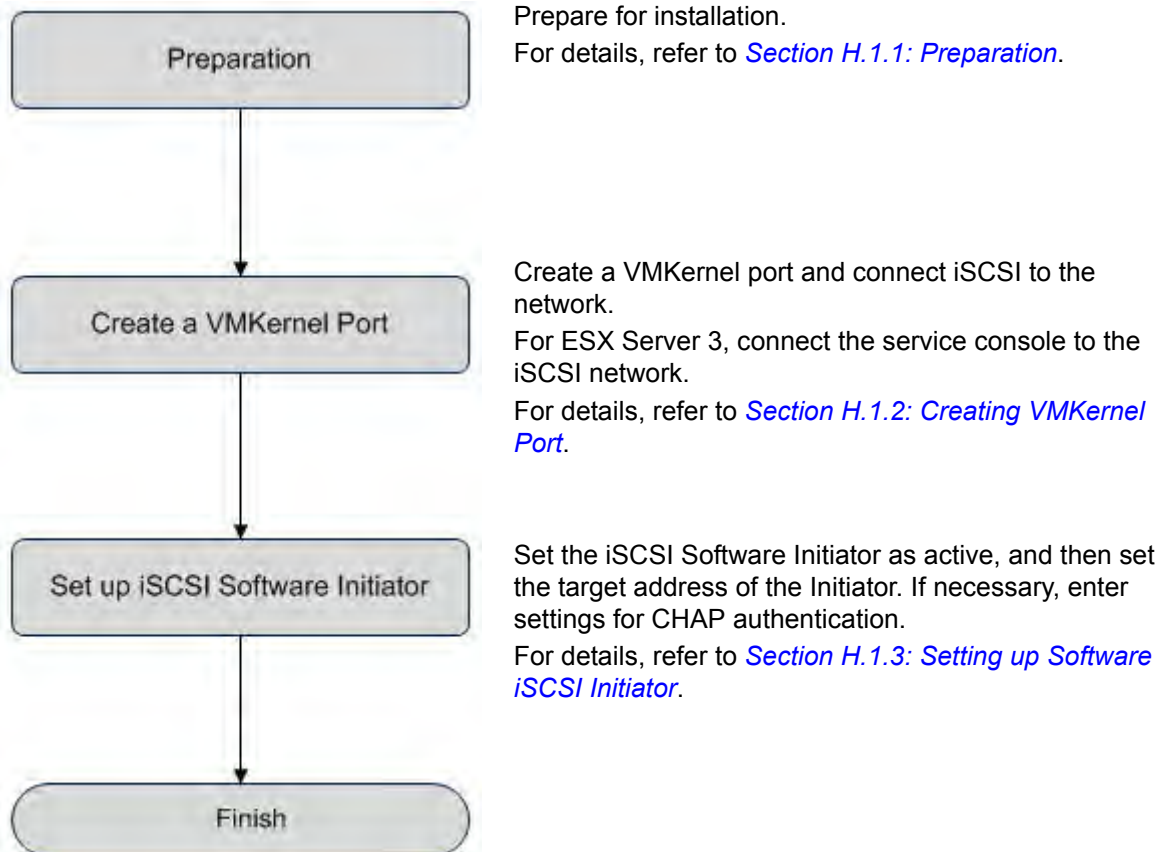 Preparation
Prepare for installation.
For details, refer to Section H.1.1: Preparation.
Create a VMKernel Port
Create a VMKernel port and connect iSCSI to the
network.
For ESX Server 3, connect the service console to the
iSCSI network.
For details, refer to Section H.1.2: Creating VMKernel
Port.
Set up iSCSI Software Initiator
Set the iSCSI Software Initiator as active, and then set
the target address of the Initiator. If necessary, enter
settings for CHAP authentication.
For details, refer to Section H.1.3: Setting up Software
iSCSI Initiator.
Finish